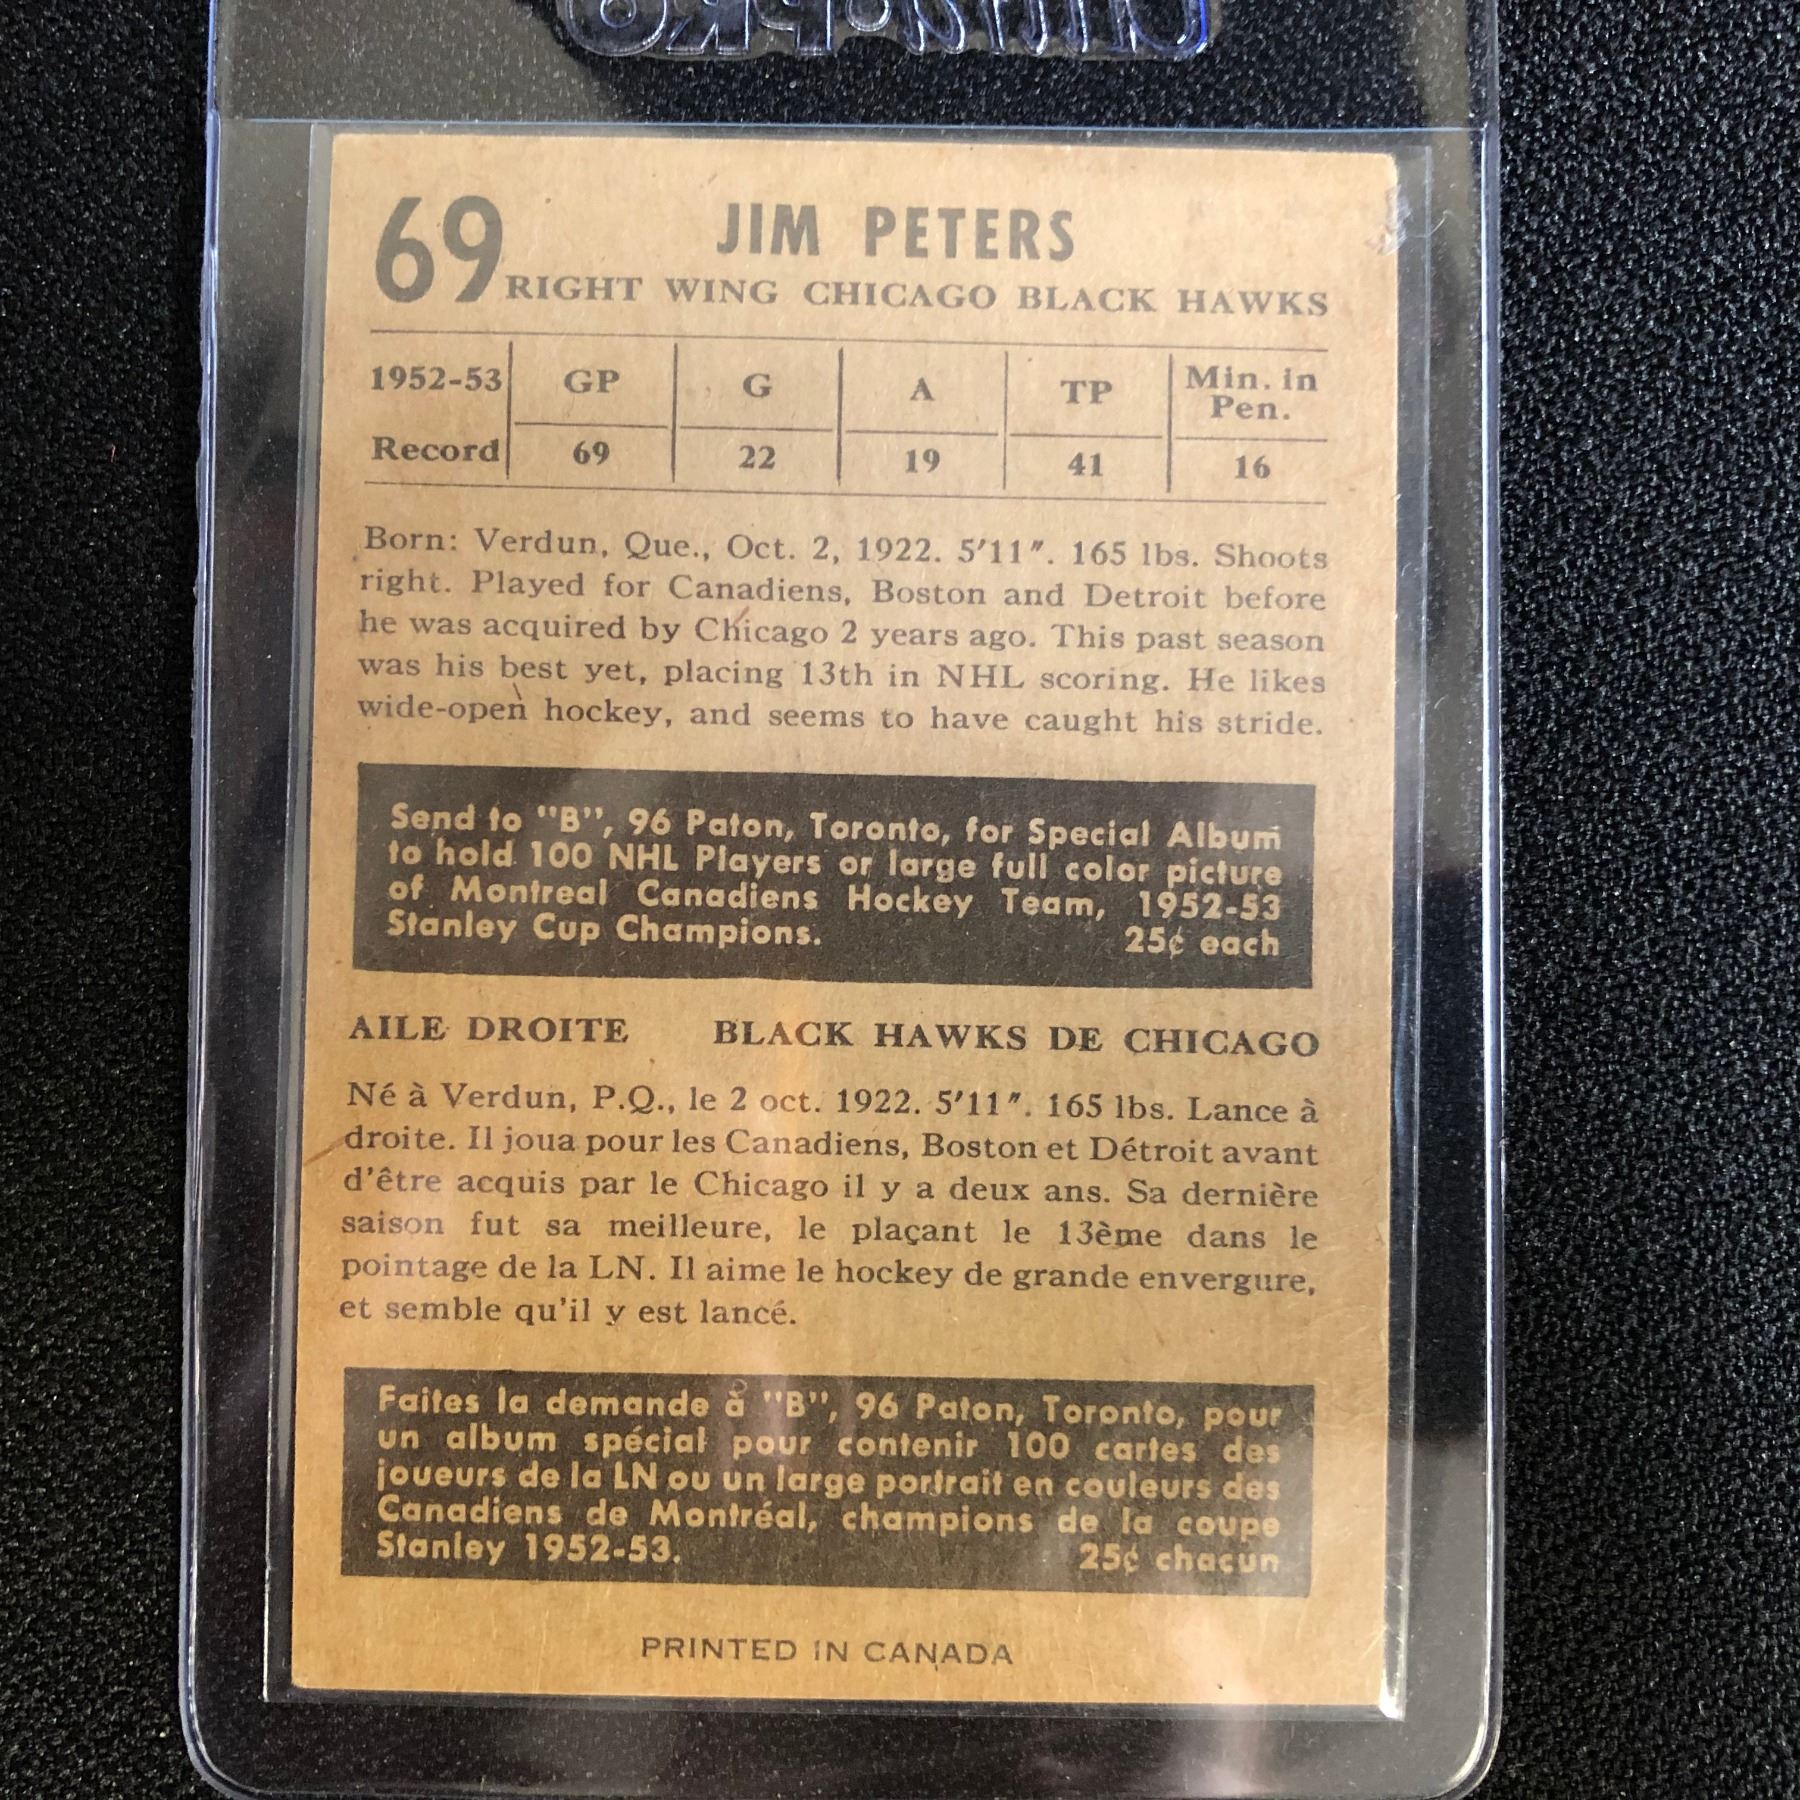 69
JIM PETERS
RIGHT WING CHICAGO BLACK HAWKS
1952-53 GP G A TP Min. in Pen.
Record 69 22 19 41 16
Born: Verdun, Que., Oct. 2, 1922. 5'11″. 165 lbs. Shoots
right. Played for Canadiens, Boston and Detroit before
he was acquired by Chicago 2 years ago. This past season
was his best yet, placing 13th in NHL scoring. He likes
wide-open hockey, and seems to have caught his stride.
Send to "B", 96 Paton, Toronto, for Special Album
to hold 100 NHL Players or large full color picture
of Montreal Canadiens Hockey Team, 1952-53
Stanley Cup Champions. 25¢ each
AILE DROITE BLACK HAWKS DE CHICAGO
Né à Verdun, P.Q., le 2 oct. 1922. 5'11″. 165 lbs. Lance à
droite. Il joua pour les Canadiens, Boston et Détroit avant
d'être acquis par le Chicago il y a deux ans. Sa dernière
saison fut sa meilleure, le plaçant le 13ème dans le
pointage de la LN. Il aime le hockey de grande envergure,
et semble qu'il y est lancé.
Faites la demande à "B", 96 Paton, Toronto, pour
un album spécial pour contenir 100 cartes des
joueurs de la LN ou un large portrait en couleurs des
Canadiens de Montréal, champions de la coupe
Stanley 1952-53. 25¢ chacun
PRINTED IN CANADA